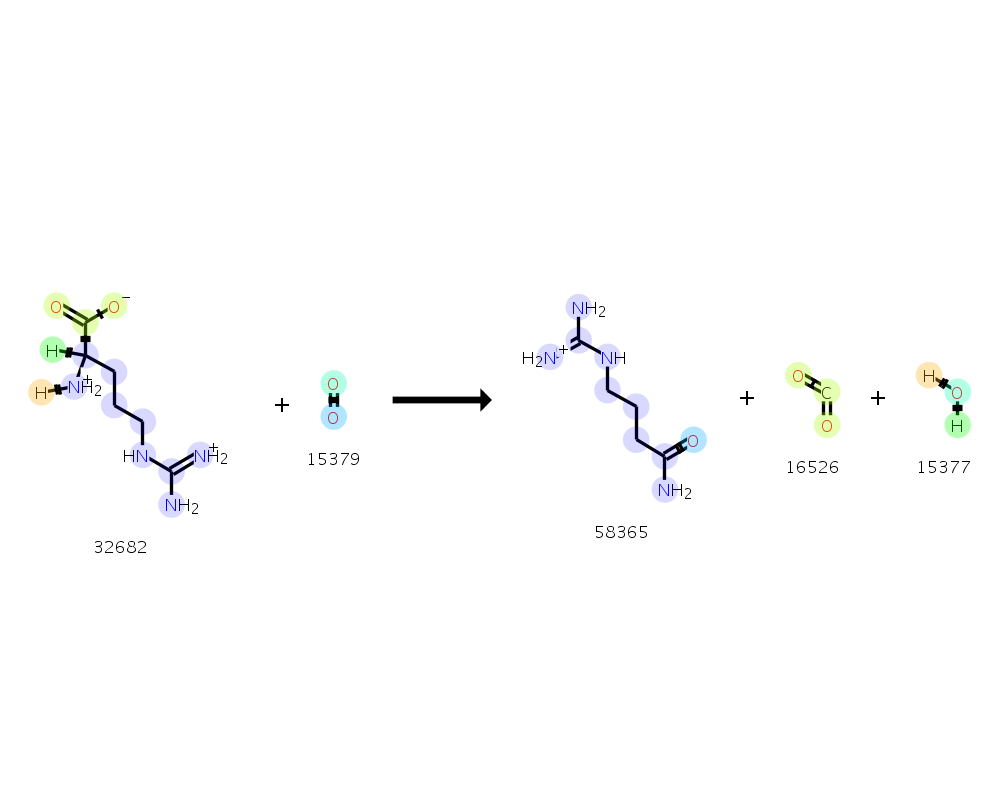 O O⁻
H
H NH₂⁺
HN NH₂⁺
NH₂
32682
+
O
O
15379
NH₂
H₂N⁺ NH
O
NH₂
58365
+
O C
O
16526
+
H O
H
15377